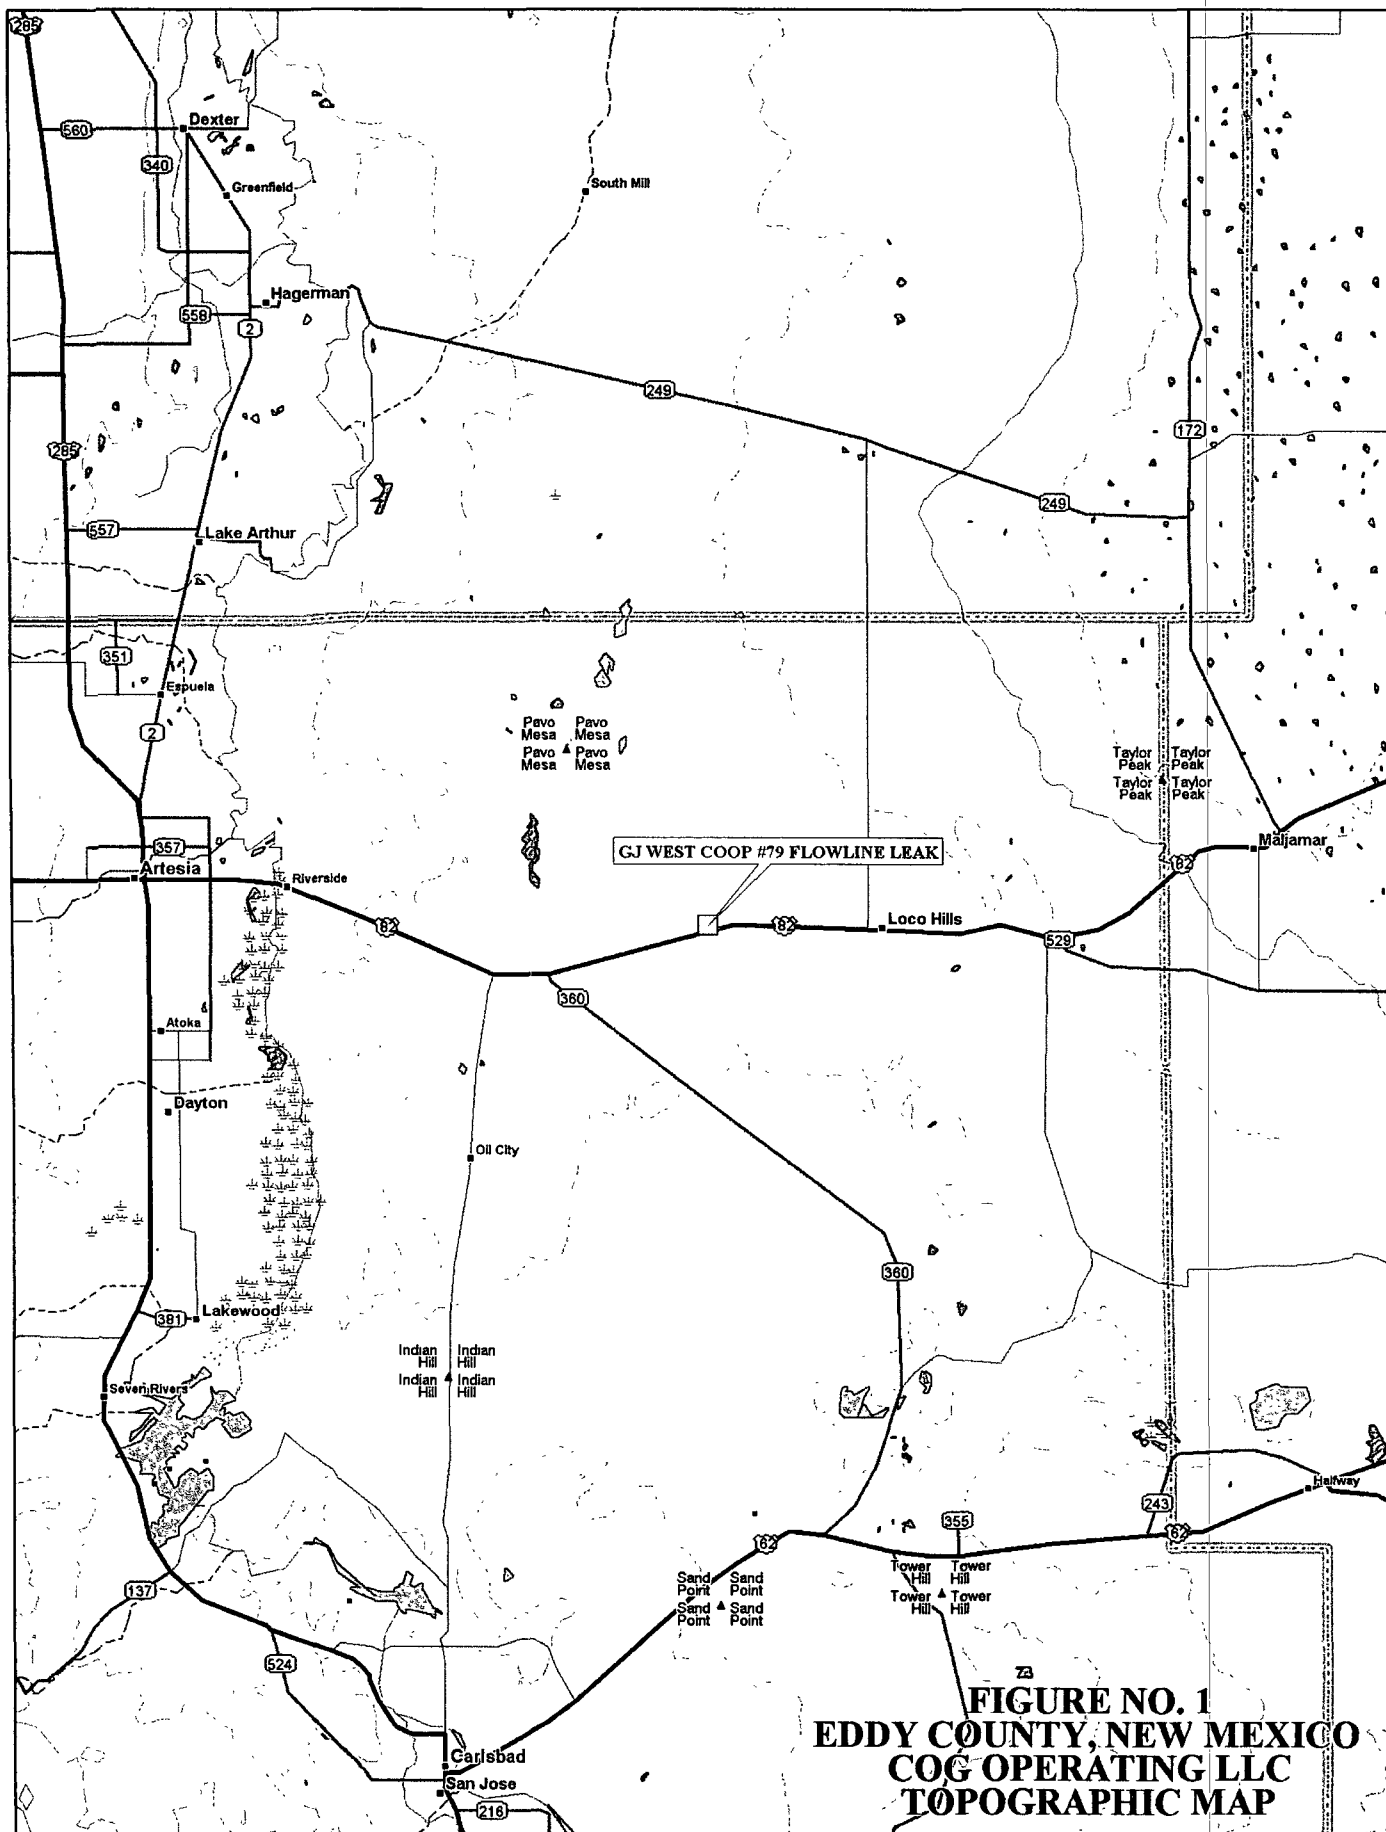 285
Dexter
560
340
Greenfield
South Mill
Hagerman
558
2
249
172
285
249
557
Lake Arthur
351
Espuela
2
Pavo Mesa
Pavo Mesa
Pavo Mesa
Pavo Mesa
Taylor Peak
Taylor Peak
Taylor Peak
Taylor Peak
357
Artesia
Riverside
GJ WEST COOP #79 FLOWLINE LEAK
Maljamar
82
82
82
Loco Hills
529
360
Atoka
Dayton
Oil City
360
381
Lakewood
Indian Hill
Indian Hill
Indian Hill
Indian Hill
Seven Rivers
Halfway
243
62
355
62
Tower Hill
Tower Hill
Tower Hill
Tower Hill
Sand Point
Sand Point
Sand Point
Sand Point
137
524
FIGURE NO. 1
EDDY COUNTY, NEW MEXICO
COG OPERATING LLC
TOPOGRAPHIC MAP
Carlsbad
San Jose
216